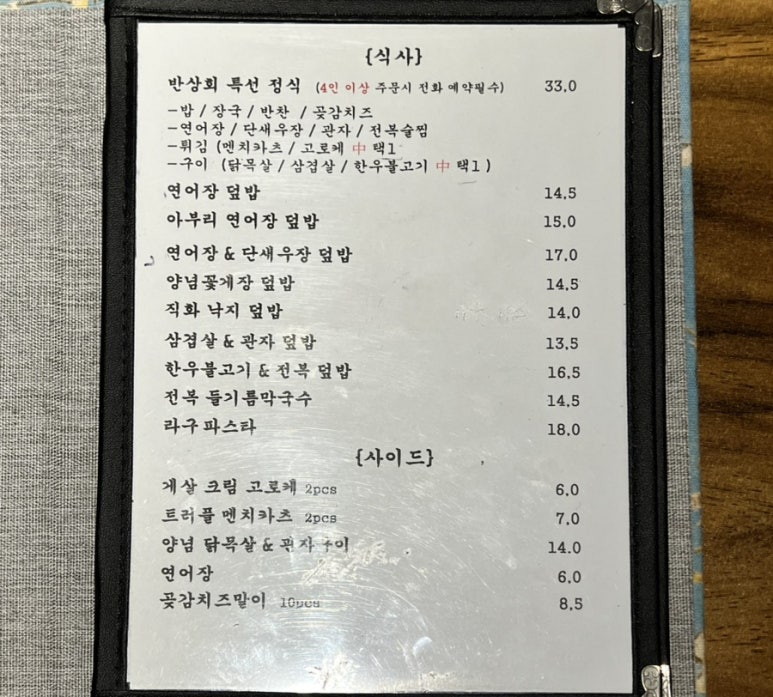 {식사}
반상회 특선 정식 (4인 이상 주문시 전화 예약필수) 33.0
-밥 / 장국 / 반찬 / 곶감치즈
-연어장 / 단새우장 / 관자 / 전복술찜
-튀김 (멘치카츠 / 고로케 中 택1
-구이 (닭목살 / 삼겹살 / 한우불고기 中 택1)
연어장 덮밥 14.5
아부리 연어장 덮밥 15.0
연어장 & 단새우장 덮밥 17.0
양념꽃게장 덮밥 14.5
직화 낙지 덮밥 14.0
삼겹살 & 관자 덮밥 13.5
한우불고기 & 전복 덮밥 16.5
전복 들기름막국수 14.5
라구파스타 18.0
{사이드}
게살 크림 고로케 2pcs 6.0
트러플 멘치카츠 2pcs 7.0
양념 닭목살 & 관자 구이 14.0
연어장 6.0
곶감치즈말이 10pcs 8.5